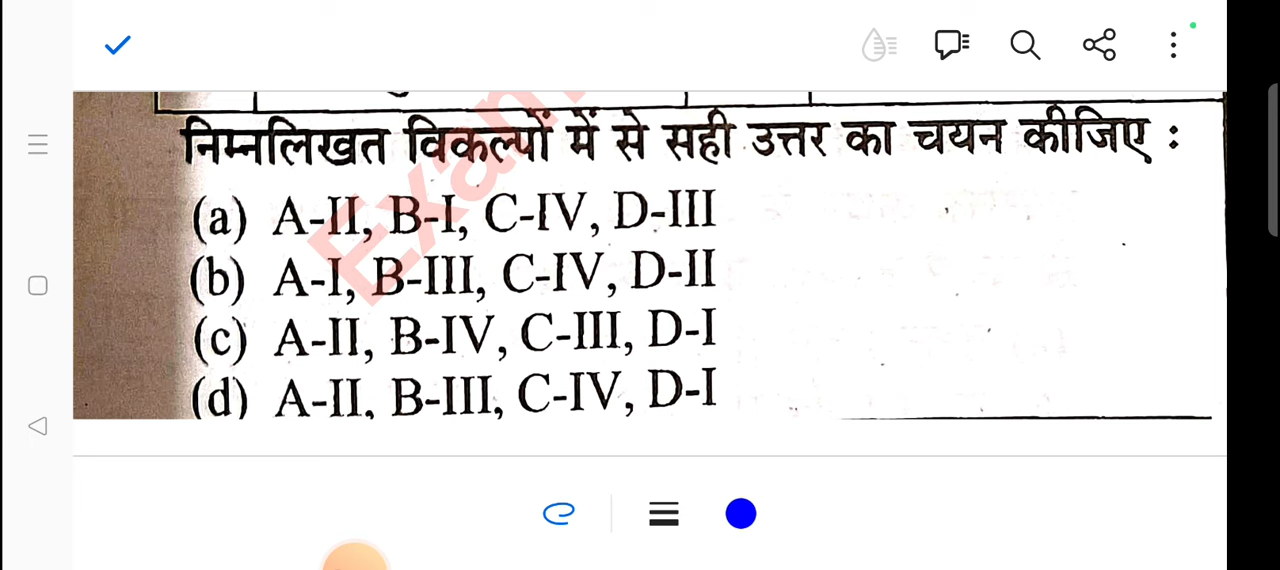 निम्नलिखत विकल्पों में से सही उत्तर का चयन कीजिए :
(a) A-II, B-I, C-IV, D-III
(b) A-I, B-III, C-IV, D-II
(c) A-II, B-IV, C-III, D-I
(d) A-II, B-III, C-IV, D-I